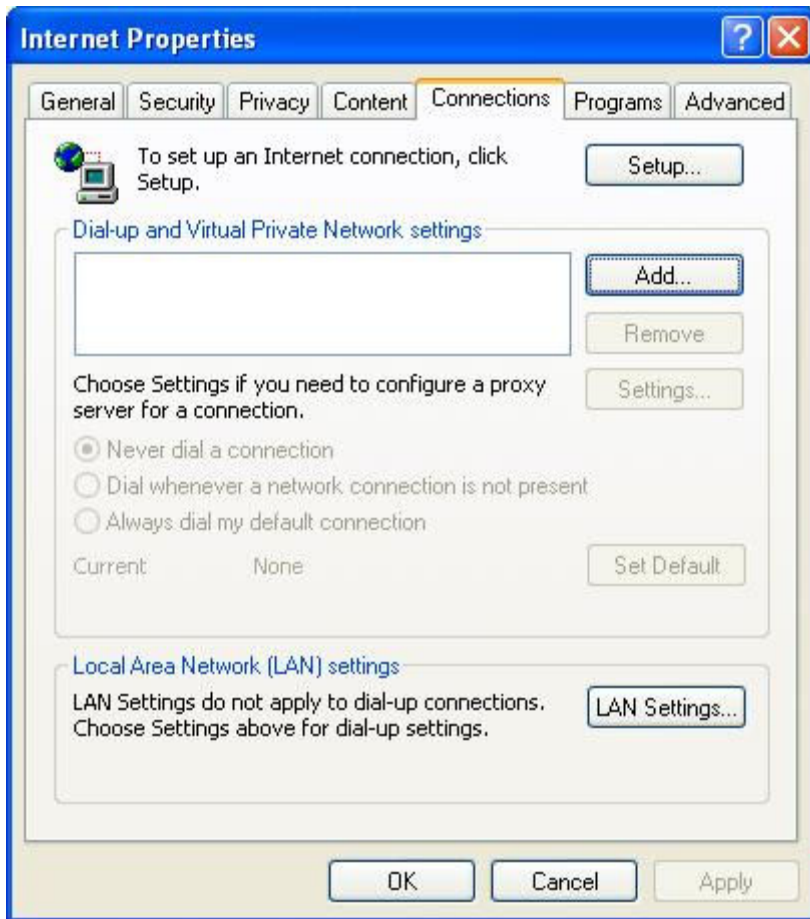 Internet Properties
?
General Security Privacy Content Connections Programs Advanced
To set up an Internet connection, click
Setup.
Setup...
Dial-up and Virtual Private Network settings
Add...
Remove
Choose Settings if you need to configure a proxy
server for a connection.
Settings...
Never dial a connection
Dial whenever a network connection is not present
Always dial my default connection
Current None
Set Default
Local Area Network (LAN) settings
LAN Settings do not apply to dial-up connections.
Choose Settings above for dial-up settings.
LAN Settings...
OK Cancel Apply